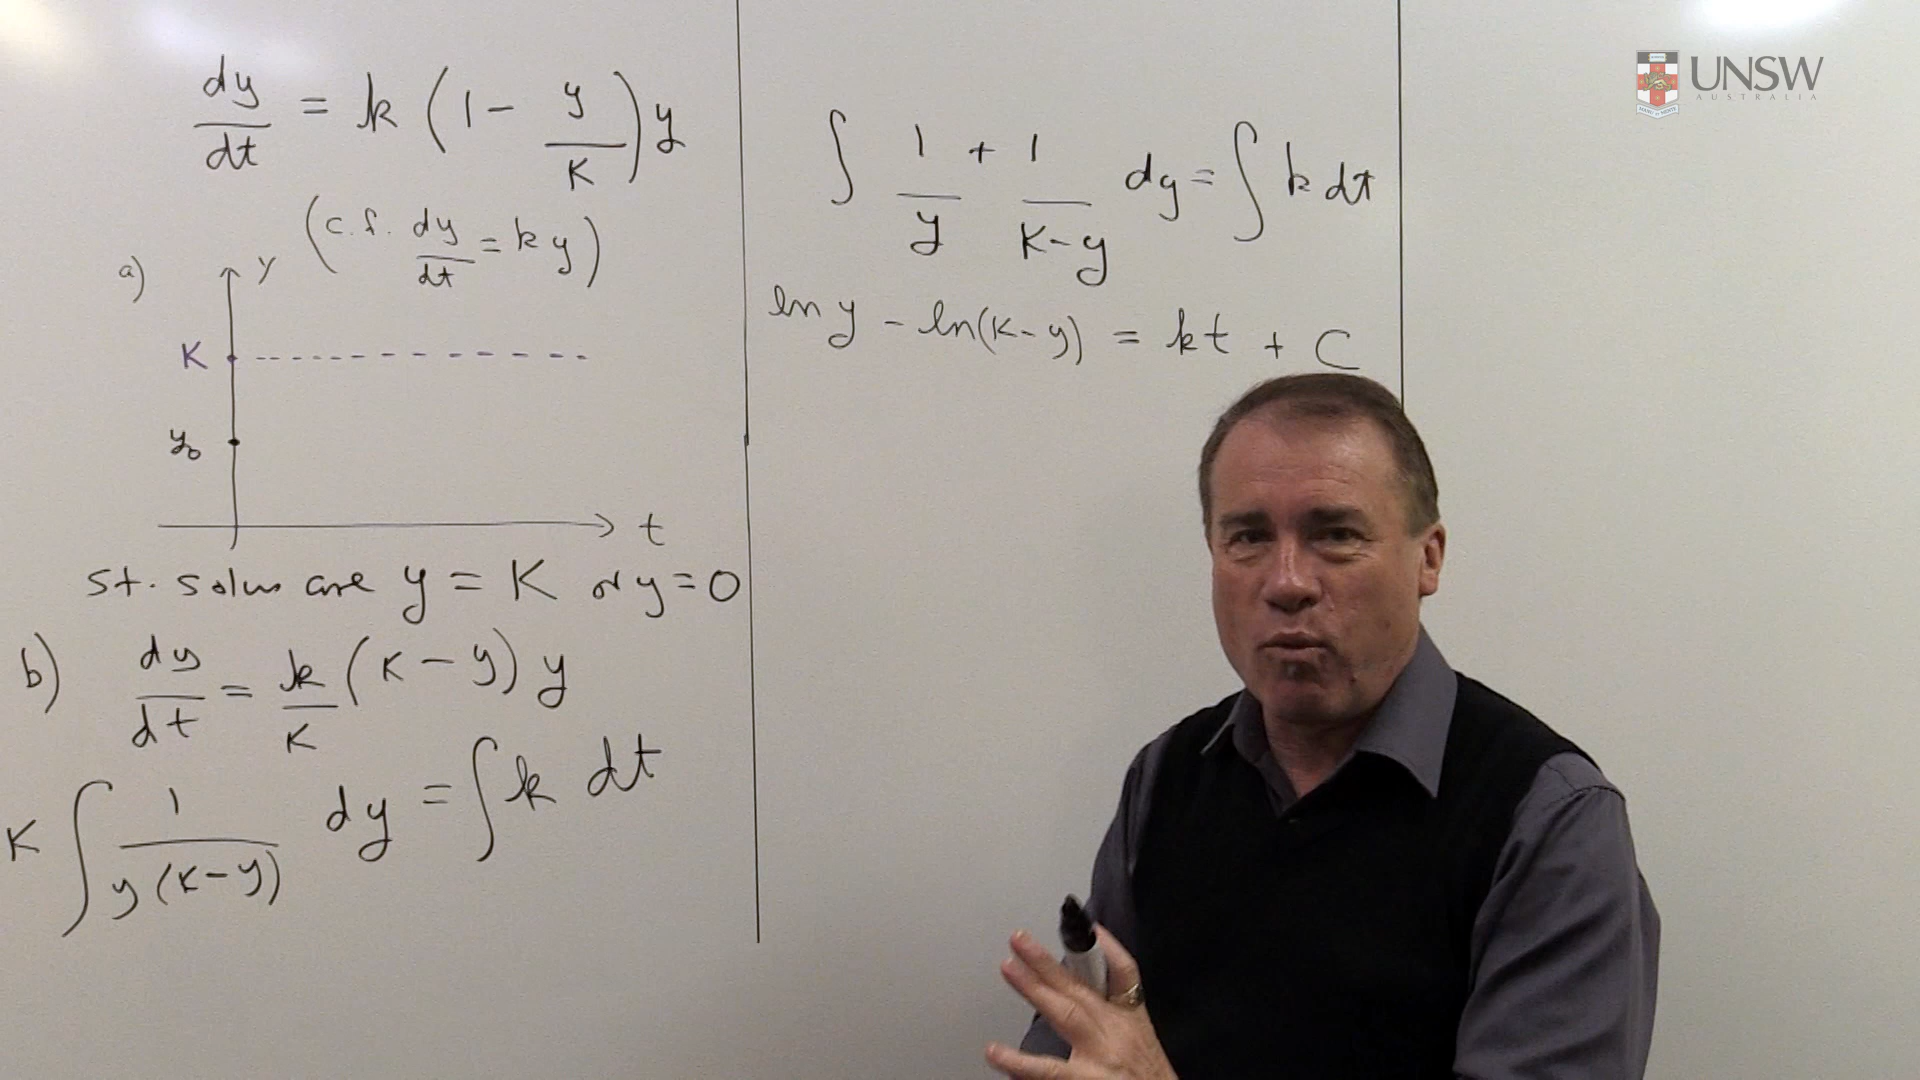 dy/dt = k (1 - y/K) y
(c.f. dy/dt = k y)
a)
y
K
y₀
t
st. solns are y = K or y = 0
b) dy/dt = k/K (K - y) y
K ∫ 1/(y (K-y)) dy = ∫ k dt
∫ 1/y + 1/(K-y) dy = ∫ k dt
ln y - ln(K-y) = kt + C
UNSW
AUSTRALIA